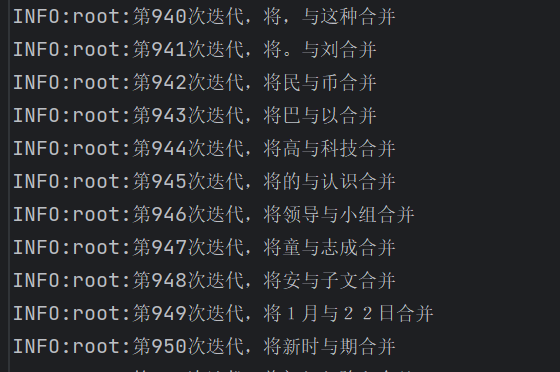 INFO:root:第940次迭代，将，与这种合并
INFO:root:第941次迭代，将。与刘合并
INFO:root:第942次迭代，将民与币合并
INFO:root:第943次迭代，将巴与以合并
INFO:root:第944次迭代，将高与科技合并
INFO:root:第945次迭代，将的与认识合并
INFO:root:第946次迭代，将领导与小组合并
INFO:root:第947次迭代，将童与志成合并
INFO:root:第948次迭代，将安与子文合并
INFO:root:第949次迭代，将１月与２２日合并
INFO:root:第950次迭代，将新时与期合并